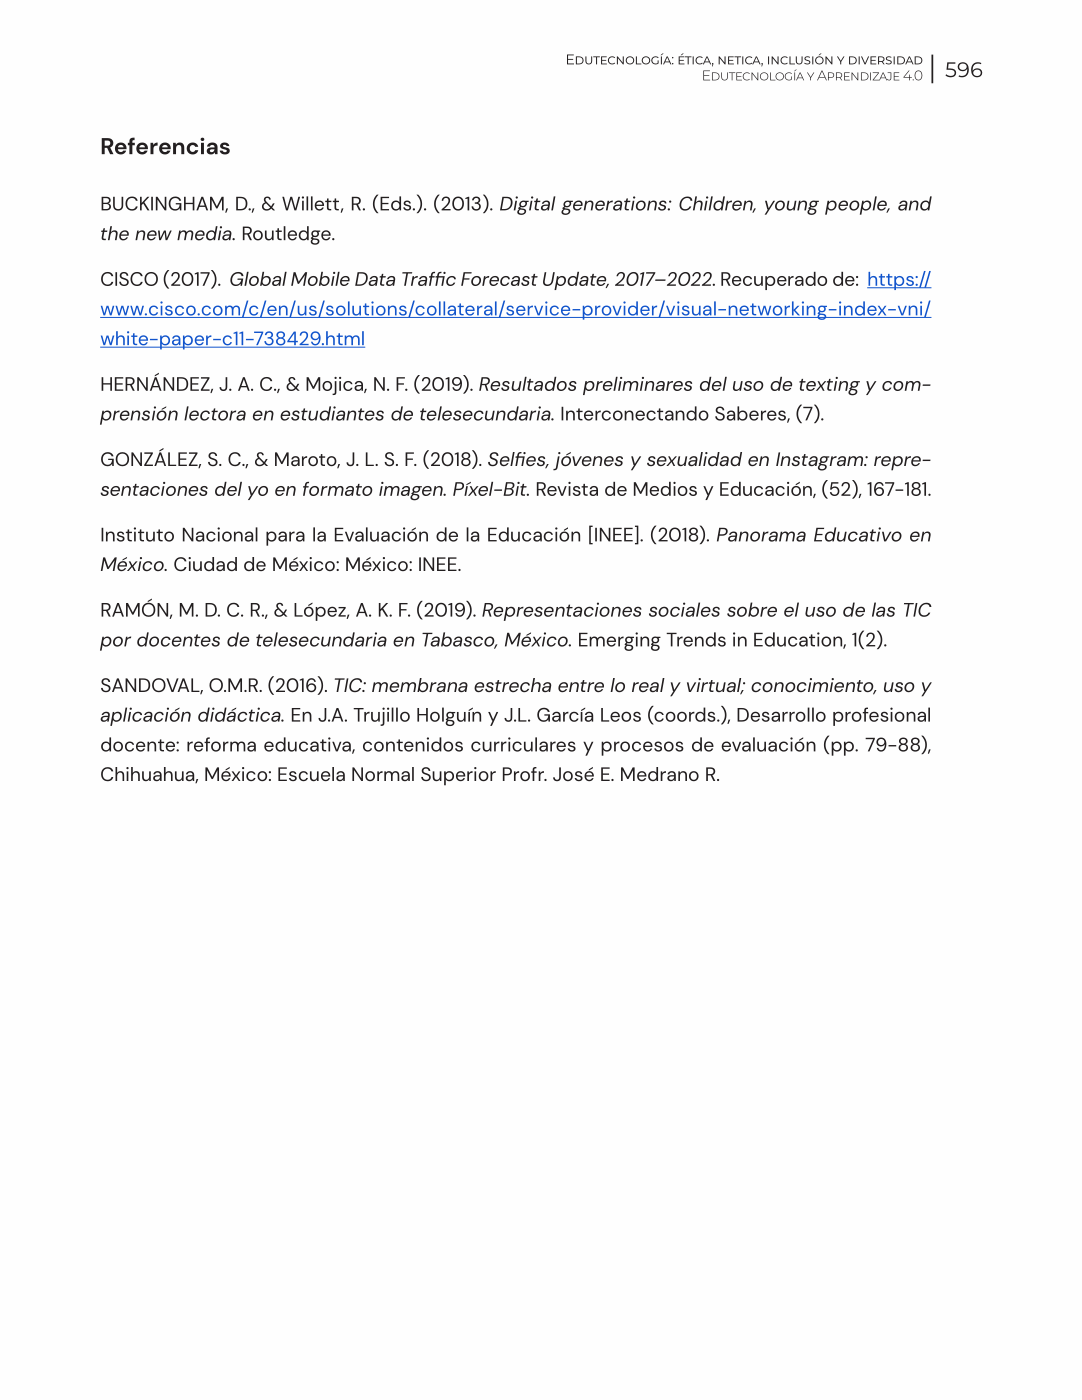 EDUTECNOLOGÍA: ÉTICA, NETICA, INCLUSIÓN Y DIVERSIDAD
EDUTECNOLOGÍA Y APRENDIZAJE 4.0
596
Referencias
BUCKINGHAM, D., & Willett, R. (Eds.). (2013). Digital generations: Children, young people, and
the new media. Routledge.
CISCO (2017). Global Mobile Data Traffic Forecast Update, 2017–2022. Recuperado de: https://
www.cisco.com/c/en/us/solutions/collateral/service-provider/visual-networking-index-vni/
white-paper-c11-738429.html
HERNÁNDEZ, J. A. C., & Mojica, N. F. (2019). Resultados preliminares del uso de texting y com-
prensión lectora en estudiantes de telesecundaria. Interconectando Saberes, (7).
GONZÁLEZ, S. C., & Maroto, J. L. S. F. (2018). Selfies, jóvenes y sexualidad en Instagram: repre-
sentaciones del yo en formato imagen. Píxel-Bit. Revista de Medios y Educación, (52), 167-181.
Instituto Nacional para la Evaluación de la Educación [INEE]. (2018). Panorama Educativo en
México. Ciudad de México: México: INEE.
RAMÓN, M. D. C. R., & López, A. K. F. (2019). Representaciones sociales sobre el uso de las TIC
por docentes de telesecundaria en Tabasco, México. Emerging Trends in Education, 1(2).
SANDOVAL, O.M.R. (2016). TIC: membrana estrecha entre lo real y virtual; conocimiento, uso y
aplicación didáctica. En J.A. Trujillo Holguín y J.L. García Leos (coords.), Desarrollo profesional
docente: reforma educativa, contenidos curriculares y procesos de evaluación (pp. 79-88),
Chihuahua, México: Escuela Normal Superior Profr. José E. Medrano R.